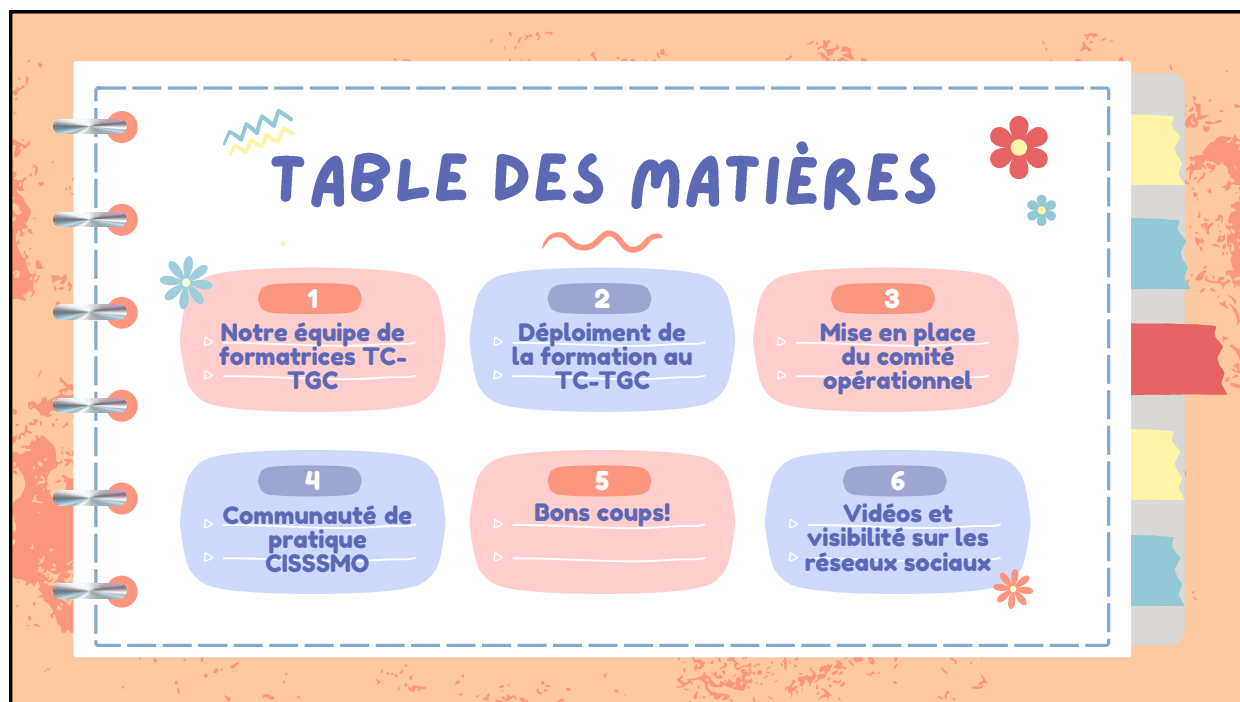 TABLE DES MATIÈRES
1
Notre équipe de
formatrices TC-
TGC
2
Déploiment de
la formation au
TC-TGC
3
Mise en place
du comité
opérationnel
4
Communauté de
pratique
CISSSMO
5
Bons coups!
6
Vidéos et
visibilité sur les
réseaux sociaux